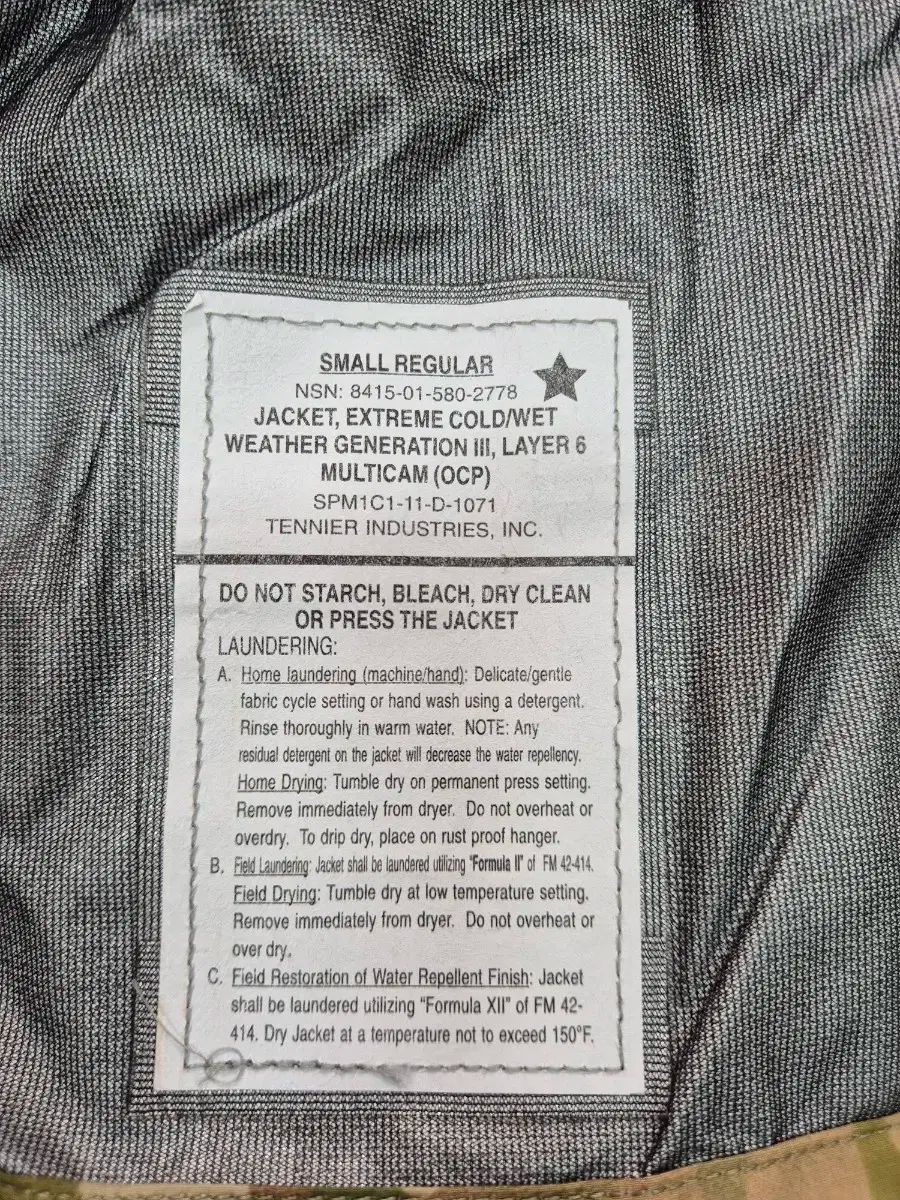 SMALL REGULAR
NSN: 8415-01-580-2778
JACKET, EXTREME COLD/WET
WEATHER GENERATION III, LAYER 6
MULTICAM (OCP)
SPM1C1-11-D-1071
TENNIER INDUSTRIES, INC.
DO NOT STARCH, BLEACH, DRY CLEAN
OR PRESS THE JACKET
LAUNDERING:
A. Home laundering (machine/hand): Delicate/gentle
fabric cycle setting or hand wash using a detergent.
Rinse thoroughly in warm water. NOTE: Any
residual detergent on the jacket will decrease the water repellency.
Home Drying: Tumble dry on permanent press setting.
Remove immediately from dryer. Do not overheat or
overdry. To drip dry, place on rust proof hanger.
B. Field Laundering: Jacket shall be laundered utilizing "Formula II" of FM 42-414.
Field Drying: Tumble dry at low temperature setting.
Remove immediately from dryer. Do not overheat or
over dry.
C. Field Restoration of Water Repellent Finish: Jacket
shall be laundered utilizing "Formula XII" of FM 42-
414. Dry Jacket at a temperature not to exceed 150°F.